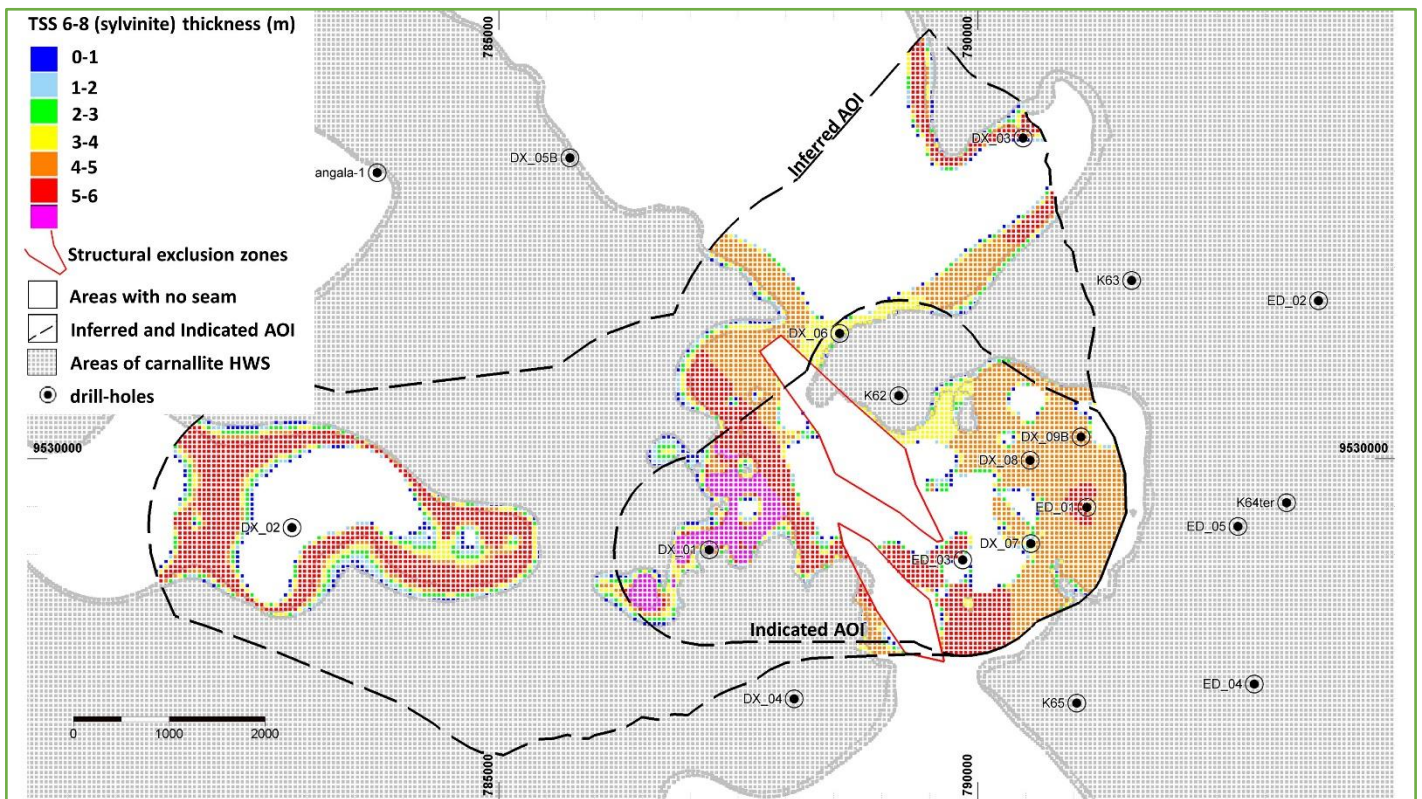 TSS 6-8 (sylvinite) thickness (m)
0-1
1-2
2-3
3-4
4-5
5-6
Structural exclusion zones
Areas with no seam
Inferred and Indicated AOI
Areas of carnallite HWS
drill-holes
785000
790000
Inferred AOI
DX_03
DX_05B
angala-1
K63
ED_02
DX_06
K62
DX_09B
9530000
9530000
DX_08
K64ter
ED_01
ED_05
DX_02
DX_07
DX_01
ED_03
Indicated AOI
ED_04
DX_04
K65
0
1000
2000
785000
790000